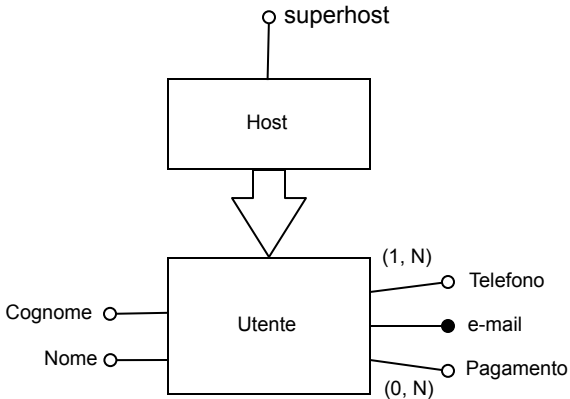 superhost
Host
(1, N)
Telefono
Cognome
Utente
e-mail
Nome
Pagamento
(0, N)